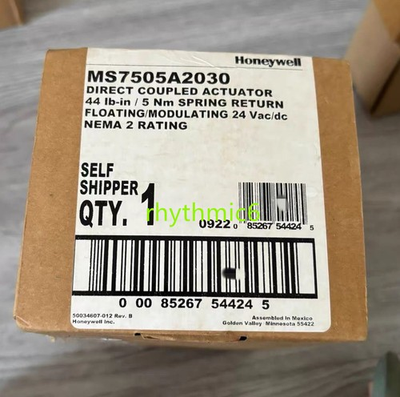 Honeywell
MS7505A2030
DIRECT COUPLED ACTUATOR
44 lb-in / 5 Nm SPRING RETURN
FLOATING/MODULATING 24 Vac/dc
NEMA 2 RATING
SELF
SHIPPER
QTY. 1
rhythmic6
0922
0 85267 54424 5
0 00 85267 54424 5
50034607-012 Rev. B
Honeywell Inc.
Assembled in Mexico
Golden Valley Minnesota 55422